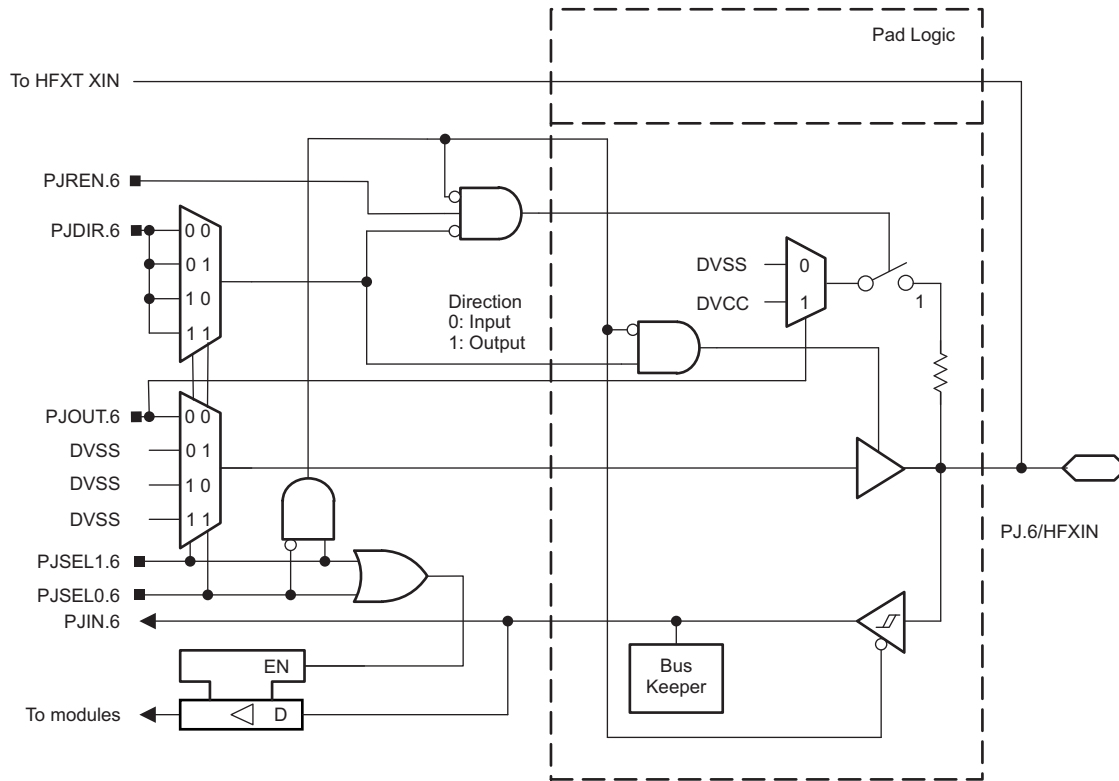 Pad Logic
To HFXT XIN
PJREN.6
PJDIR.6
0 0
0 1
1 0
1 1
DVSS
0
DVCC
1
1
Direction
0: Input
1: Output
PJOUT.6
0 0
DVSS
0 1
DVSS
1 0
DVSS
1 1
PJ.6/HFXIN
PJSEL1.6
PJSEL0.6
PJIN.6
Bus
Keeper
EN
To modules
D